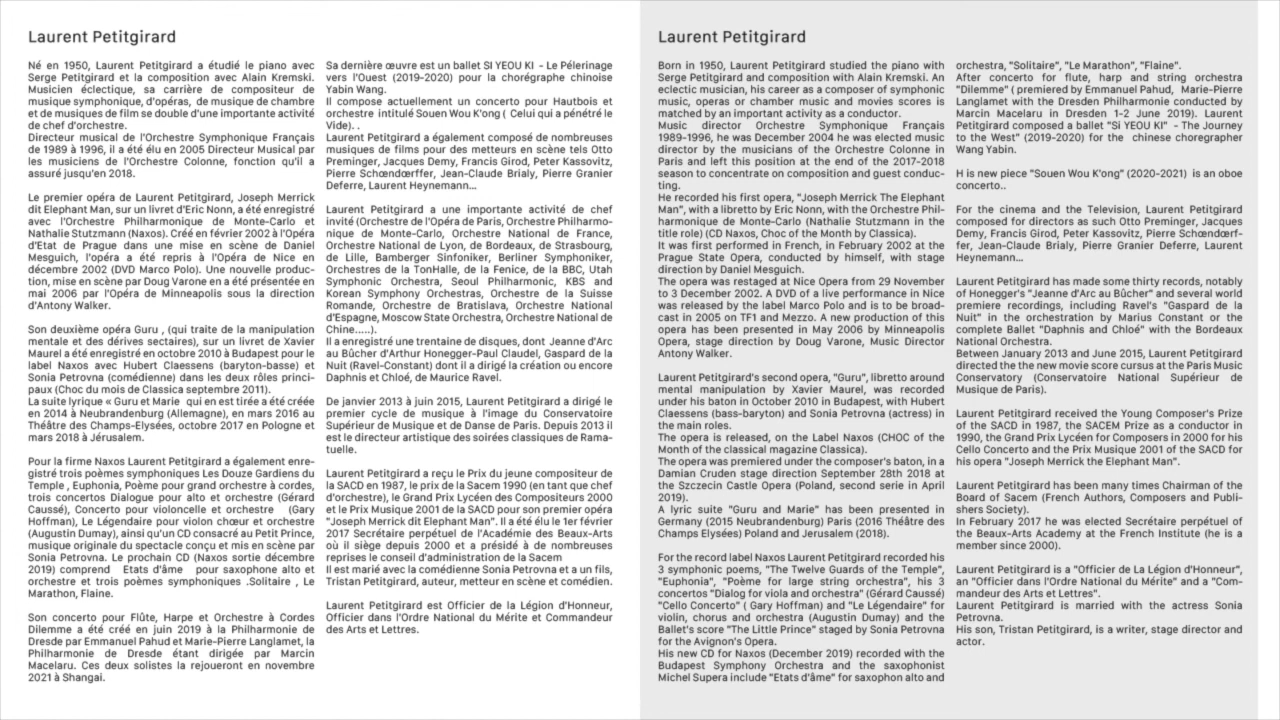 Laurent Petitgirard
Né en 1950, Laurent Petitgirard a étudié le piano avec
Serge Petitgirard et la composition avec Alain Kremski.
Musicien éclectique, sa carrière de compositeur de
musique symphonique, d'opéras, de musique de chambre
et de musiques de film se double d'une importante activité
de chef d'orchestre.
Directeur musical de l'Orchestre Symphonique Français
de 1989 à 1996, il a été élu en 2005 Directeur Musical par
les musiciens de l'Orchestre Colonne, fonction qu'il a
assuré jusqu'en 2018.
Le premier opéra de Laurent Petitgirard, Joseph Merrick
dit Elephant Man, sur un livret d'Eric Nonn, a été enregistré
avec l'Orchestre Philharmonique de Monte-Carlo et
Nathalie Stutzmann (Naxos). Créé en février 2002 à l'Opéra
d'Etat de Prague dans une mise en scène de Daniel
Mesguich, l'opéra a été repris à l'Opéra de Nice en
décembre 2002 (DVD Marco Polo). Une nouvelle produc-
tion, mise en scène par Doug Varone en a été présentée en
mai 2006 par l'Opéra de Minneapolis sous la direction
d'Antony Walker.
Son deuxième opéra Guru , (qui traite de la manipulation
mentale et des dérives sectaires), sur un livret de Xavier
Maurel a été enregistré en octobre 2010 à Budapest pour le
label Naxos avec Hubert Claessens (baryton-basse) et
Sonia Petrovna (comédienne) dans les deux rôles princi-
paux (Choc du mois de Classica septembre 2011).
La suite lyrique « Guru et Marie qui en est tirée a été créée
en 2014 à Neubrandenburg (Allemagne), en mars 2016 au
Théâtre des Champs-Elysées, octobre 2017 en Pologne et
mars 2018 à Jérusalem.
Pour la firme Naxos Laurent Petitgirard a également enre-
gistré trois poèmes symphoniques Les Douze Gardiens du
Temple , Euphonia, Poème pour grand orchestre à cordes,
trois concertos Dialogue pour alto et orchestre (Gérard
Caussé), Concerto pour violoncelle et orchestre (Gary
Hoffman), Le Légendaire pour violon chœur et orchestre
(Augustin Dumay), ainsi qu'un CD consacré au Petit Prince,
musique originale du spectacle conçu et mis en scène par
Sonia Petrovna. Le prochain CD (Naxos sortie décembre
2019) comprend Etats d'âme pour saxophone alto et
orchestre et trois poèmes symphoniques .Solitaire , Le
Marathon, Flaine.
Son concerto pour Flûte, Harpe et Orchestre à Cordes
Dilemme a été créé en juin 2019 à la Philharmonie de
Dresde par Emmanuel Pahud et Marie-Pierre Langlamet, la
Philharmonie de Dresde étant dirigée par Marin
Macelaru. Ces deux solistes la rejoueront en novembre
2021 à Shangai.
Sa dernière œuvre est un ballet SI YEOU KI - Le Pélerinage
vers l'Ouest (2019-2020) pour la chorégraphe chinoise
Yabin Wang.
Il compose actuellement un concerto pour Hautbois et
orchestre intitulé Souen Wou K'ong ( Celui qui a pénétré le
Vide). .
Laurent Petitgirard a également composé de nombreuses
musiques de films pour des metteurs en scène tels Otto
Preminger, Jacques Demy, Francis Girod, Peter Kassovitz,
Pierre Schœndœrffer, Jean-Claude Brialy, Pierre Granier
Deferre, Laurent Heynemann...
Laurent Petitgirard a une importante activité de chef
invité (Orchestre de l'Opéra de Paris, Orchestre Philharmo-
nique de Monte-Carlo, Orchestre National de France,
Orchestre National de Lyon, de Bordeaux, de Strasbourg,
de Lille, Bamberger Sinfoniker, Berliner Symphoniker,
Orchestres de la TonHalle, de la Fenice, de la BBC, Utah
Symphonic Orchestra, Seoul Philharmonic, KBS and
Korean Symphony Orchestras, Orchestre de la Suisse
Romande, Orchestre de Bratislava, Orchestre National
d'Espagne, Moscow State Orchestra, Orchestre National de
Chine.....).
Il a enregistré une trentaine de disques, dont Jeanne d'Arc
au Bûcher d'Arthur Honegger-Paul Claudel, Gaspard de la
Nuit (Ravel-Constant) dont il a dirigé la création ou encore
Daphnis et Chloé, de Maurice Ravel.
De janvier 2013 à juin 2015, Laurent Petitgirard a dirigé le
premier cycle de musique à l'image du Conservatoire
Supérieur de Musique et de Danse de Paris. Depuis 2013 il
est le directeur artistique des soirées classiques de Rama-
tuelle.
Laurent Petitgirard a reçu le Prix du jeune compositeur de
la SACD en 1987, le prix de la Sacem 1990 (en tant que chef
d'orchestre), le Grand Prix Lycéen des Compositeurs 2000
et le Prix Musique 2001 de la SACD pour son premier opéra
"Joseph Merrick dit Elephant Man". Il a été élu le 1er février
2017 Secrétaire perpétuel de l'Académie des Beaux-Arts
où il siège depuis 2000 et a présidé à de nombreuses
reprises le conseil d'administration de la Sacem
Il est marié avec la comédienne Sonia Petrovna et a un fils,
Tristan Petitgirard, auteur, metteur en scène et comédien.
Laurent Petitgirard est Officier de la Légion d'Honneur,
Officier dans l'Ordre National du Mérite et Commandeur
des Arts et Lettres.
Laurent Petitgirard
Born in 1950, Laurent Petitgirard studied the piano with
Serge Petitgirard and composition with Alain Kremski. An
eclectic musician, his career as a composer of symphonic
music, operas or chamber music and movies scores is
matched by an important activity as a conductor.
Music director Orchestre Symphonique Français
1989-1996, he was December 2004 he was elected music
director by the musicians of the Orchestre Colonne in
Paris and left this position at the end of the 2017-2018
season to concentrate on composition and guest conduc-
ting.
He recorded his first opera, "Joseph Merrick The Elephant
Man", with a libretto by Eric Nonn, with the Orchestre Phil-
armonique de Monte-Carlo (Nathalie Stutzmann in the
title role) (CD Naxos, Choc of the Month by Classica).
It was first performed in French, in February 2002 at the
Prague State Opera, conducted by himself, with stage
direction by Daniel Mesguich.
The opera was restaged at Nice Opera from 29 November
to 3 December 2002. A DVD of a live performance in Nice
was released by the label Marco Polo and is to be broad-
cast in 2005 on TF1 and Mezzo. A new production of this
opera has been presented in May 2006 by Minneapolis
Opera, stage direction by Doug Varone, Music Director
Antony Walker.
Laurent Petitgirard's second opera, "Guru", libretto around
mental manipulation by Xavier Maurel, was recorded
under his baton in October 2010 in Budapest, with Hubert
Claessens (bass-baryton) and Sonia Petrovna (actress) in
the main roles.
The opera is released, on the Label Naxos (CHOC of the
Month of the classical magazine Classica).
The opera was premiered under the composer's baton, in a
Damian Cruden stage direction September 28th 2018 at
the Szczecin Castle Opera (Poland, second serie in April
2019).
A lyric suite "Guru and Marie" has been presented in
Germany (2015 Neubrandenburg) Paris (2016 Théâtre des
Champs Elysées) Poland and Jerusalem (2018).
For the record label Naxos Laurent Petitgirard recorded his
3 symphonic poems, "The Twelve Guards of the Temple",
"Euphonia", "Poème for large string orchestra", his 3
concertos "Dialog for viola and orchestra" (Gérard Caussé)
"Cello Concerto" ( Gary Hoffman) and "Le Légendaire" for
violin, chorus and orchestra (Augustin Dumay) and the
Ballet's score "The Little Prince" staged by Sonia Petrovna
for the Avignon's Opera.
His new CD for Naxos (December 2019) recorded with the
Budapest Symphony Orchestra and the saxophonist
Michel Supera include "Etats d'âme" for saxophon alto and
orchestra, "Solitaire", "Le Marathon", "Flaine".
After concerto for flute, harp and string orchestra
"Dilemme" ( premiered by Emmanuel Pahud, Marie-Pierre
Langlamet with the Dresden Philharmonie conducted by
Marcin Macelaru in Dresden 1-2 June 2019). Laurent
Petitgirard composed a ballet "Si YEOU KI" - The Journey
to the West" (2019-2020) for the chinese choregrapher
Wang Yabin.
H is new piece "Souen Wou K'ong" (2020-2021) is an oboe
concerto..
For the cinema and the Television, Laurent Petitgirard
composed for directors as such Otto Preminger, Jacques
Demy, Francis Girod, Peter Kassovitz, Pierre Schœndœrf-
fer, Jean-Claude Brialy, Pierre Granier Deferre, Laurent
Heynemann...
Laurent Petitgirard has made some thirty records, notably
of Honegger's "Jeanne d'Arc au Bûcher" and several world
premiere recordings, including Ravel's "Gaspard de la
Nuit" in the orchestration by Marius Constant or the
complete Ballet "Daphnis and Chloé" with the Bordeaux
National Orchestra.
Between January 2013 and June 2015, Laurent Petitgirard
directed the the new movie score cursus at the Paris Music
Conservatory (Conservatoire National Supérieur de
Musique de Paris).
Laurent Petitgirard received the Young Composer's Prize
of the SACD in 1987, the SACEM Prize as a conductor in
1990, the Grand Prix Lycéen for Composers in 2000 for his
Cello Concerto and the Prix Musique 2001 of the SACD for
his opera "Joseph Merrick the Elephant Man".
Laurent Petitgirard has been many times Chairman of the
Board of Sacem (French Authors, Composers and Publi-
shers Society).
In February 2017 he was elected Secrétaire perpétuel of
the Beaux-Arts Academy at the French Institute (he is a
member since 2000).
Laurent Petitgirard is a "Officier de La Légion d'Honneur",
an "Officier dans l'Ordre National du Mérite" and a "Com-
mandeur des Arts et Lettres".
Laurent Petitgirard is married with the actress Sonia
Petrovna.
His son, Tristan Petitgirard, is a writer, stage director and
actor.